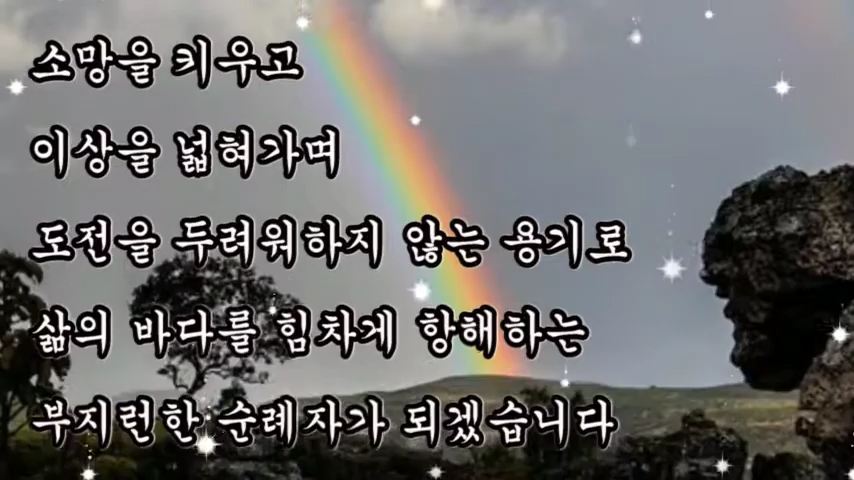 소망을 키우고
이상을 넓혀가며
도전을 두려워하지 않는 용기로
삶의 바다를 힘차게 항해하는
부지런한 순례자가 되겠습니다